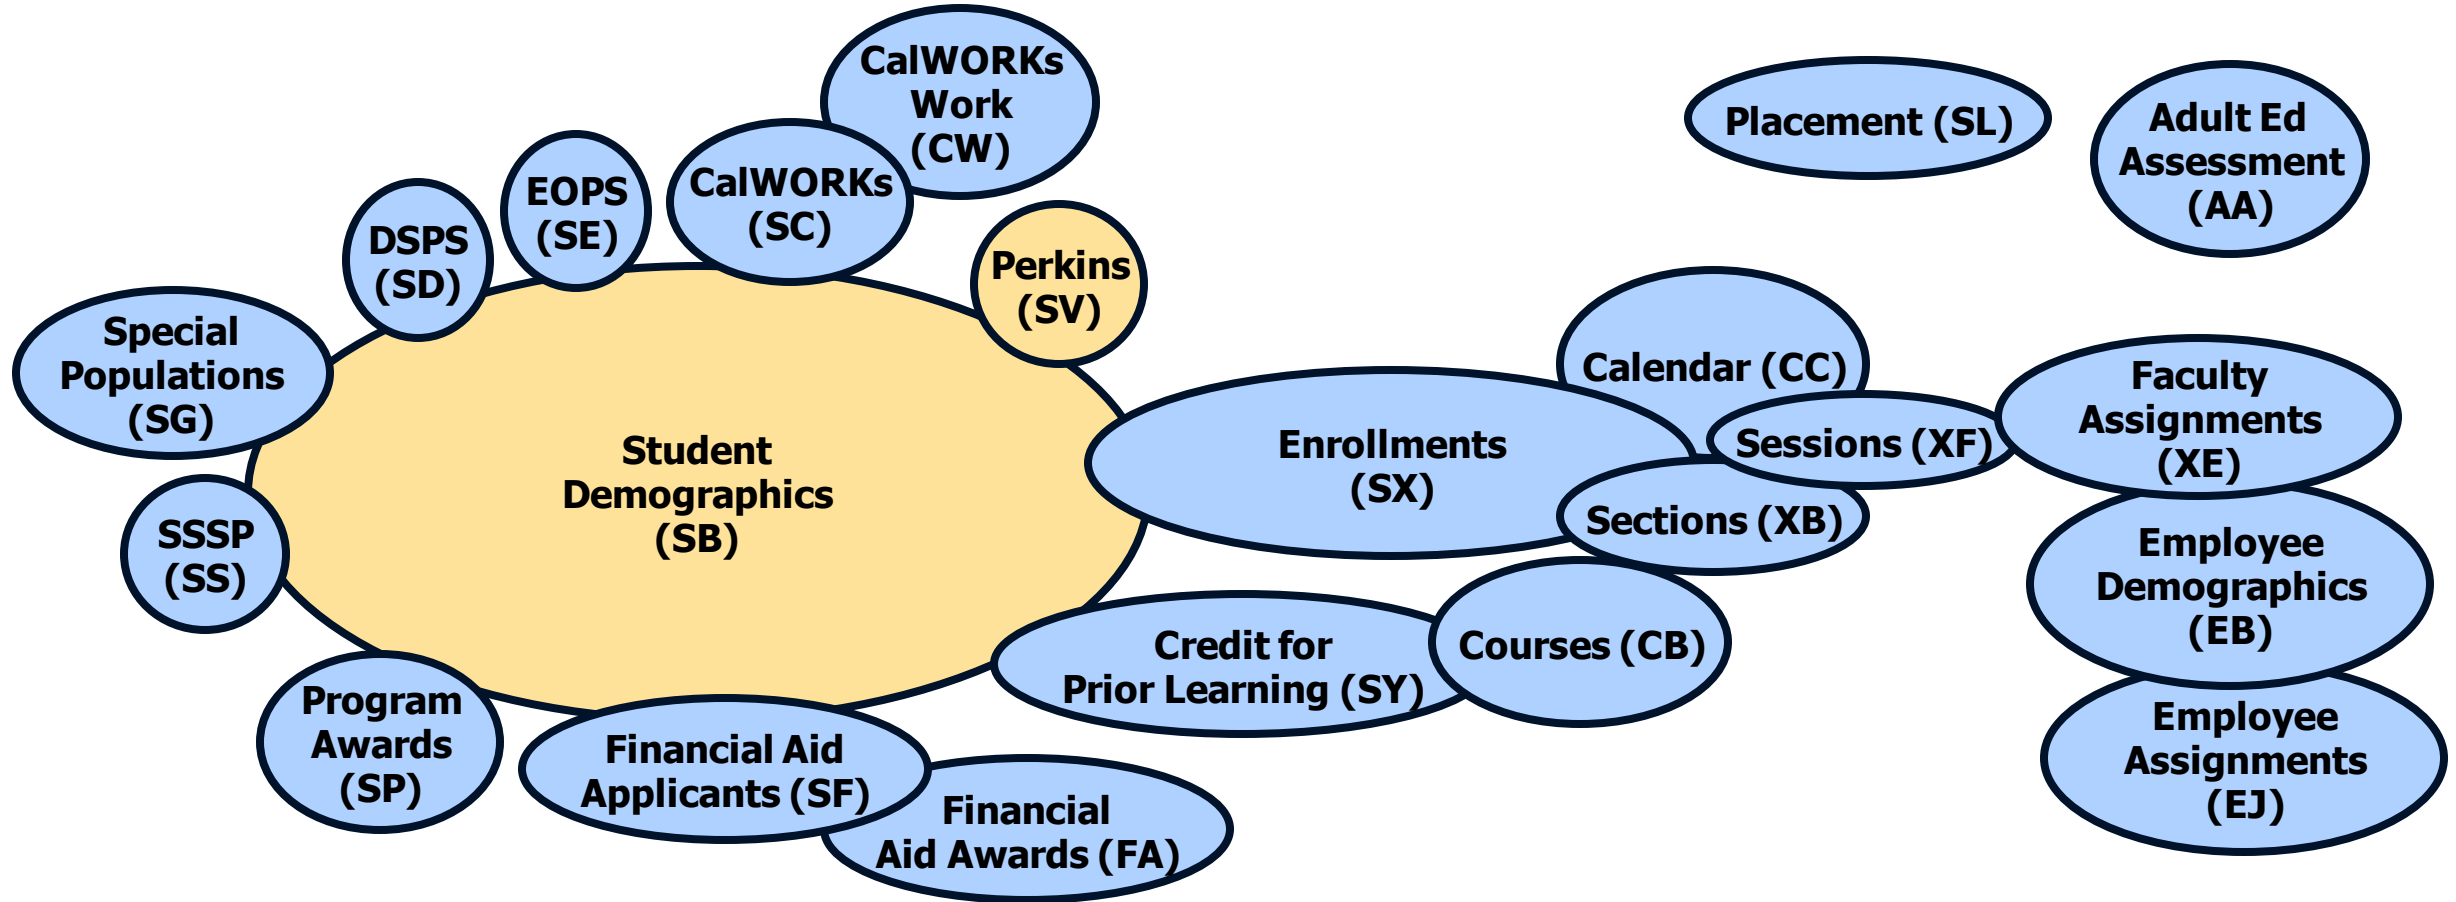 CalWORKs
Work
(CW)
Placement (SL)
Adult Ed
Assessment
(AA)
EOPS
(SE)
CalWORKs
(SC)
DSPS
(SD)
Perkins
(SV)
Special
Populations
(SG)
Calendar (CC)
Faculty
Assignments
(XE)
Student
Demographics
(SB)
Enrollments
(SX)
Sessions (XF)
Sections (XB)
SSSP
(SS)
Employee
Demographics
(EB)
Credit for
Prior Learning (SY)
Courses (CB)
Program
Awards
(SP)
Financial Aid
Applicants (SF)
Employee
Assignments
(EJ)
Financial
Aid Awards (FA)